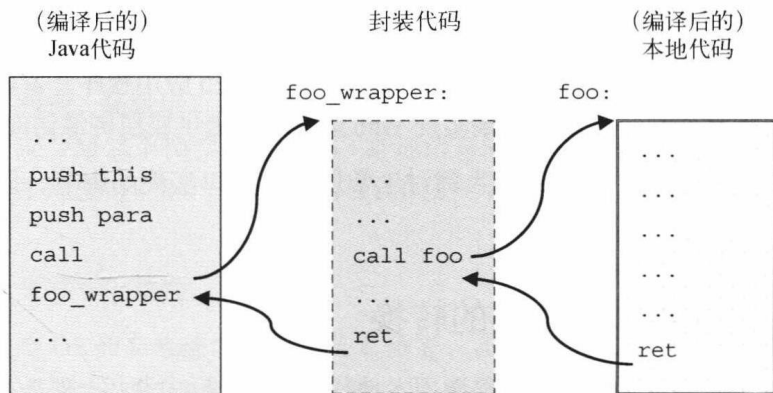 （编译后的）
Java代码
封装代码
（编译后的）
本地代码
foo_wrapper:
foo:
...
push this
push para
call
foo_wrapper
...
...
...
call foo
...
ret
...
...
...
...
...
ret